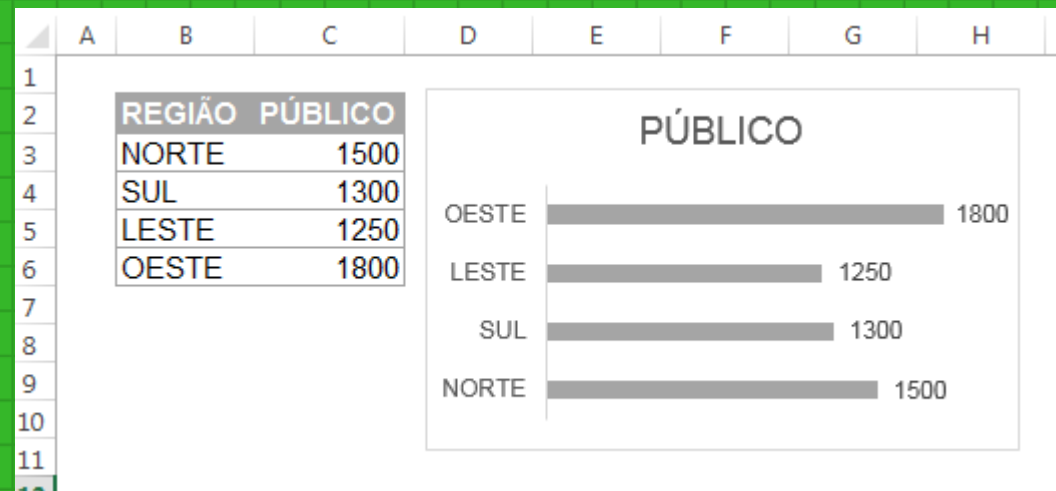 A B C D E F G H
1
2 REGIÃO PÚBLICO
3 NORTE 1500
4 SUL 1300
5 LESTE 1250
6 OESTE 1800
7
8
9
10
11
12
PÚBLICO
OESTE 1800
LESTE 1250
SUL 1300
NORTE 1500